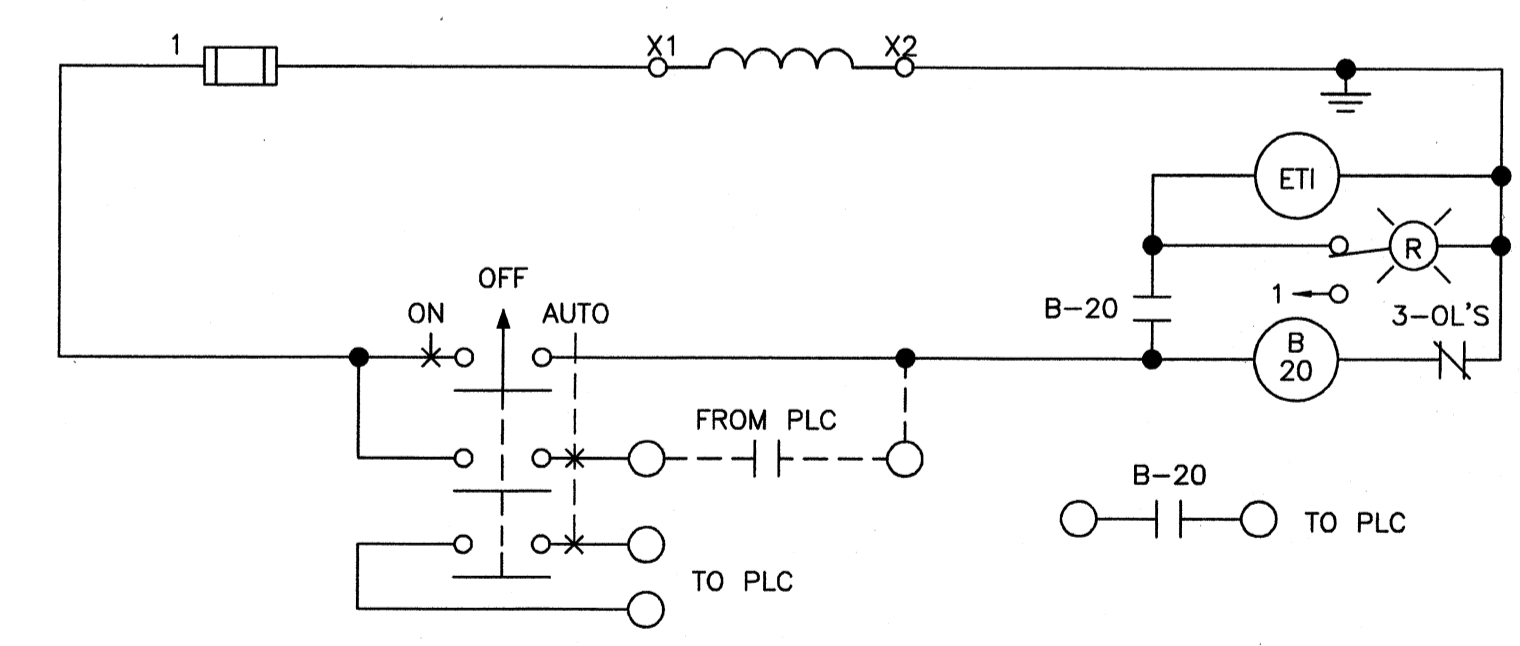 1
X1
X2
ETI
R
OFF
ON
AUTO
B-20
1
3-OL'S
B
20
FROM PLC
B-20
TO PLC
TO PLC